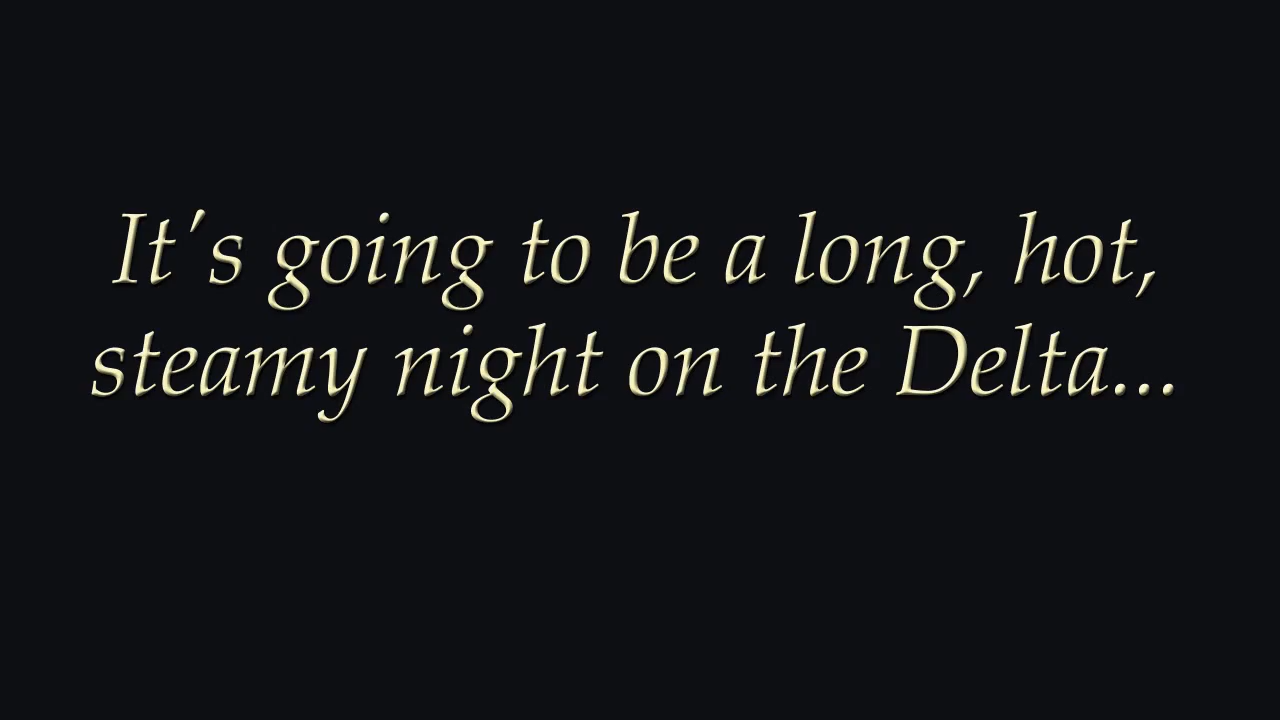 It's going to be a long, hot,
steamy night on the Delta...